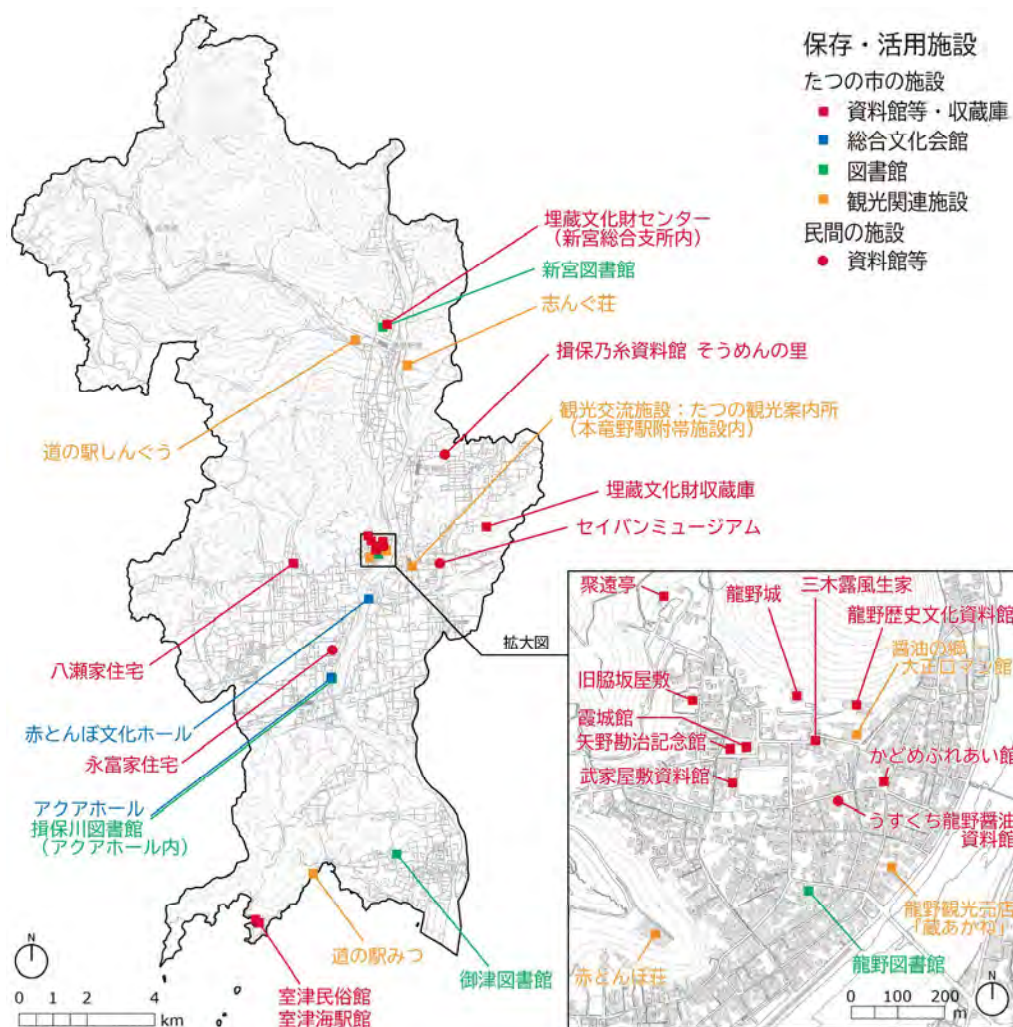 保存・活用施設
たつの市の施設
資料館等・収蔵庫
総合文化会館
図書館
観光関連施設
民間の施設
資料館等
埋蔵文化財センター
（新宮総合支所内）
新宮図書館
志んぐ荘
揖保乃糸資料館 そうめんの里
道の駅しんぐう
観光交流施設：たつの観光案内所
（本竜野駅附帯施設内）
埋蔵文化財収蔵庫
セイバンミュージアム
拡大図
八瀬家住宅
赤とんぼ文化ホール
永富家住宅
アクアホール
揖保川図書館
（アクアホール内）
道の駅みつ
御津図書館
室津民俗館
室津海駅館
N
0 1 2 4
km
聚遠亭
龍野城
三木露風生家
龍野歴史文化資料館
醤油の郷
大正ロマン館
旧脇坂屋敷
霞城館
矢野勘治記念館
武家屋敷資料館
かどめふれあい館
うすくち龍野醤油
資料館
龍野観光売店
「蔵あかね」
赤とんぼ荘
龍野図書館
N
0 100 200
m